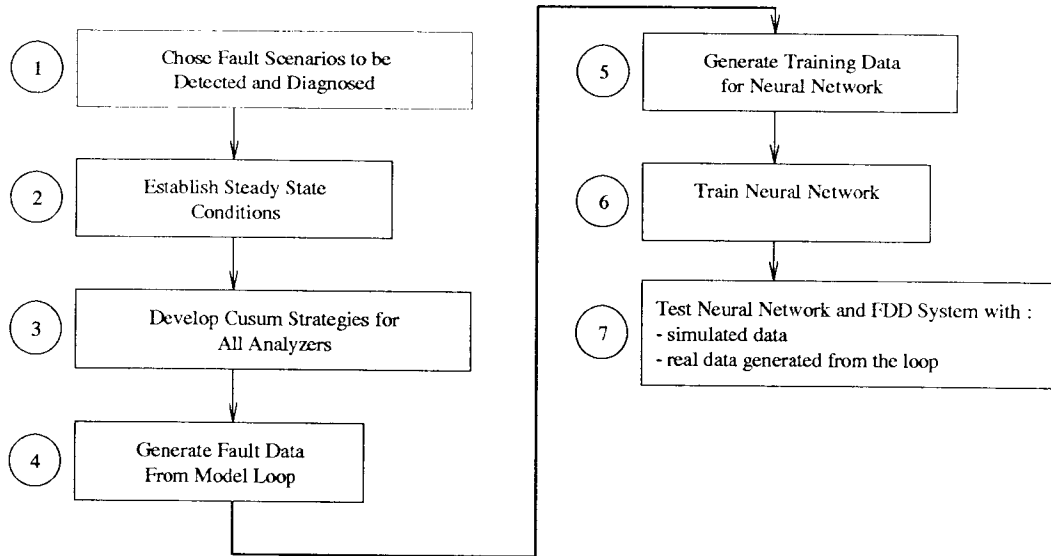 1
Chose Fault Scenarios to be
Detected and Diagnosed
2
Establish Steady State
Conditions
3
Develop Cusum Strategies for
All Analyzers
4
Generate Fault Data
From Model Loop
5
Generate Training Data
for Neural Network
6
Train Neural Network
7
Test Neural Network and FDD System with :
- simulated data
- real data generated from the loop